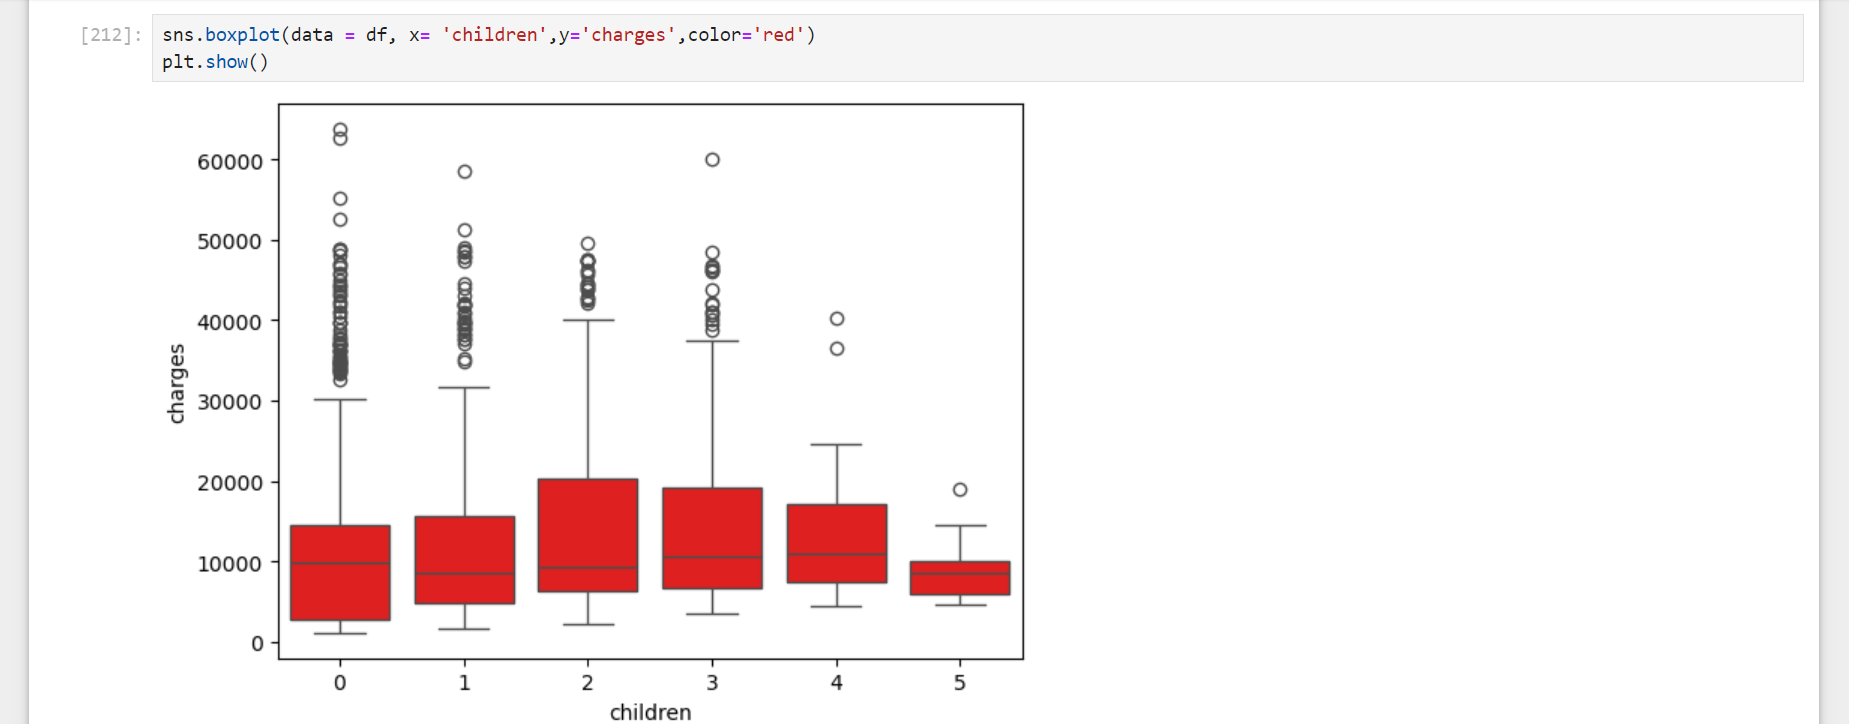 [212]: sns.boxplot(data = df, x= 'children',y='charges',color='red')
plt.show()
60000
50000
40000
30000
20000
10000
0
charges
0 1 2 3 4 5
children